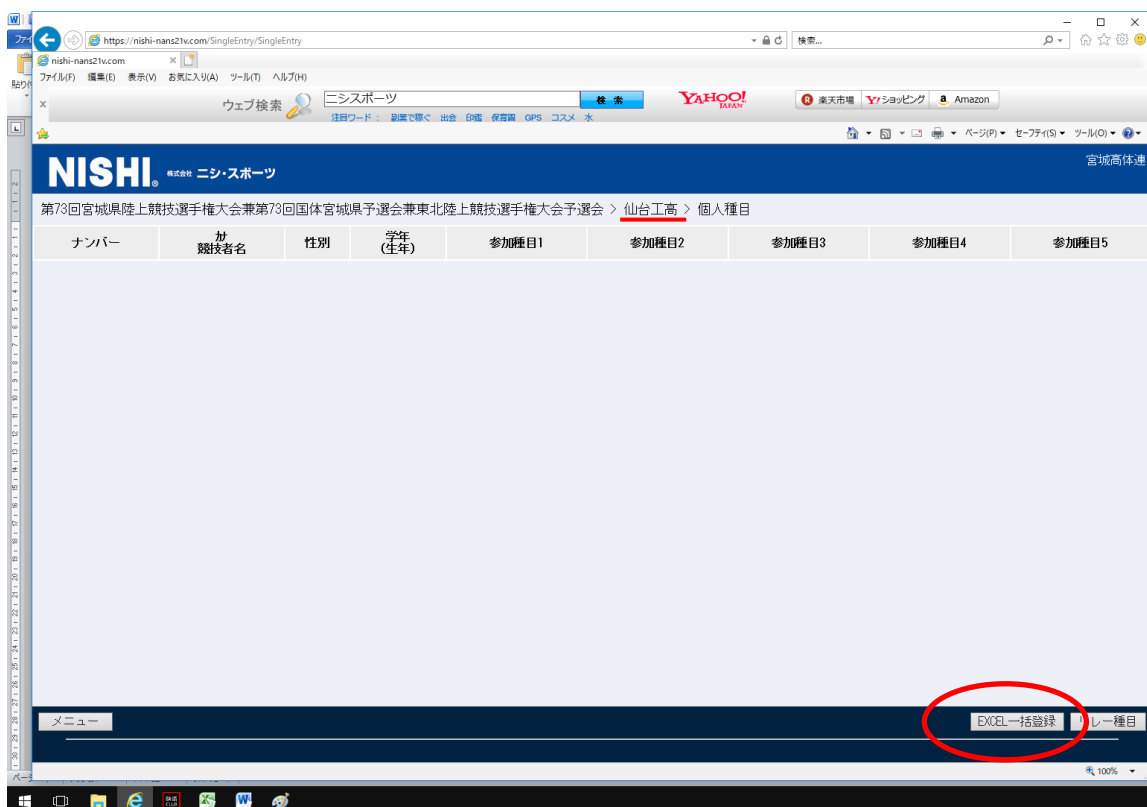 ファイ
https://nishi-nans21v.com/SingleEntry/SingleEntry
検索...
nishi-nans21v.com
ファイル(F) 編集(E) 表示(V) お気に入り(A) ツール(T) ヘルプ(H)
貼り付
ウェブ検索 ニシスポーツ 検索 YAHOO! JAPAN 楽天市場 Y!ショッピング Amazon
注目ワード： 副業で稼ぐ 出会 印鑑 保育園 GPS コスメ 水
ページ(P) セーフティ(S) ツール(O)
NISHI® 株式会社 ニシ・スポーツ 宮城高体連
第73回宮城県陸上競技選手権大会兼第73回国体宮城県予選会兼東北陸上競技選手権大会予選会 > 仙台工高 > 個人種目
ナンバー カナ 競技者名 性別 学年 (生年) 参加種目1 参加種目2 参加種目3 参加種目4 参加種目5
メニュー EXCEL一括登録 リレー種目
100%